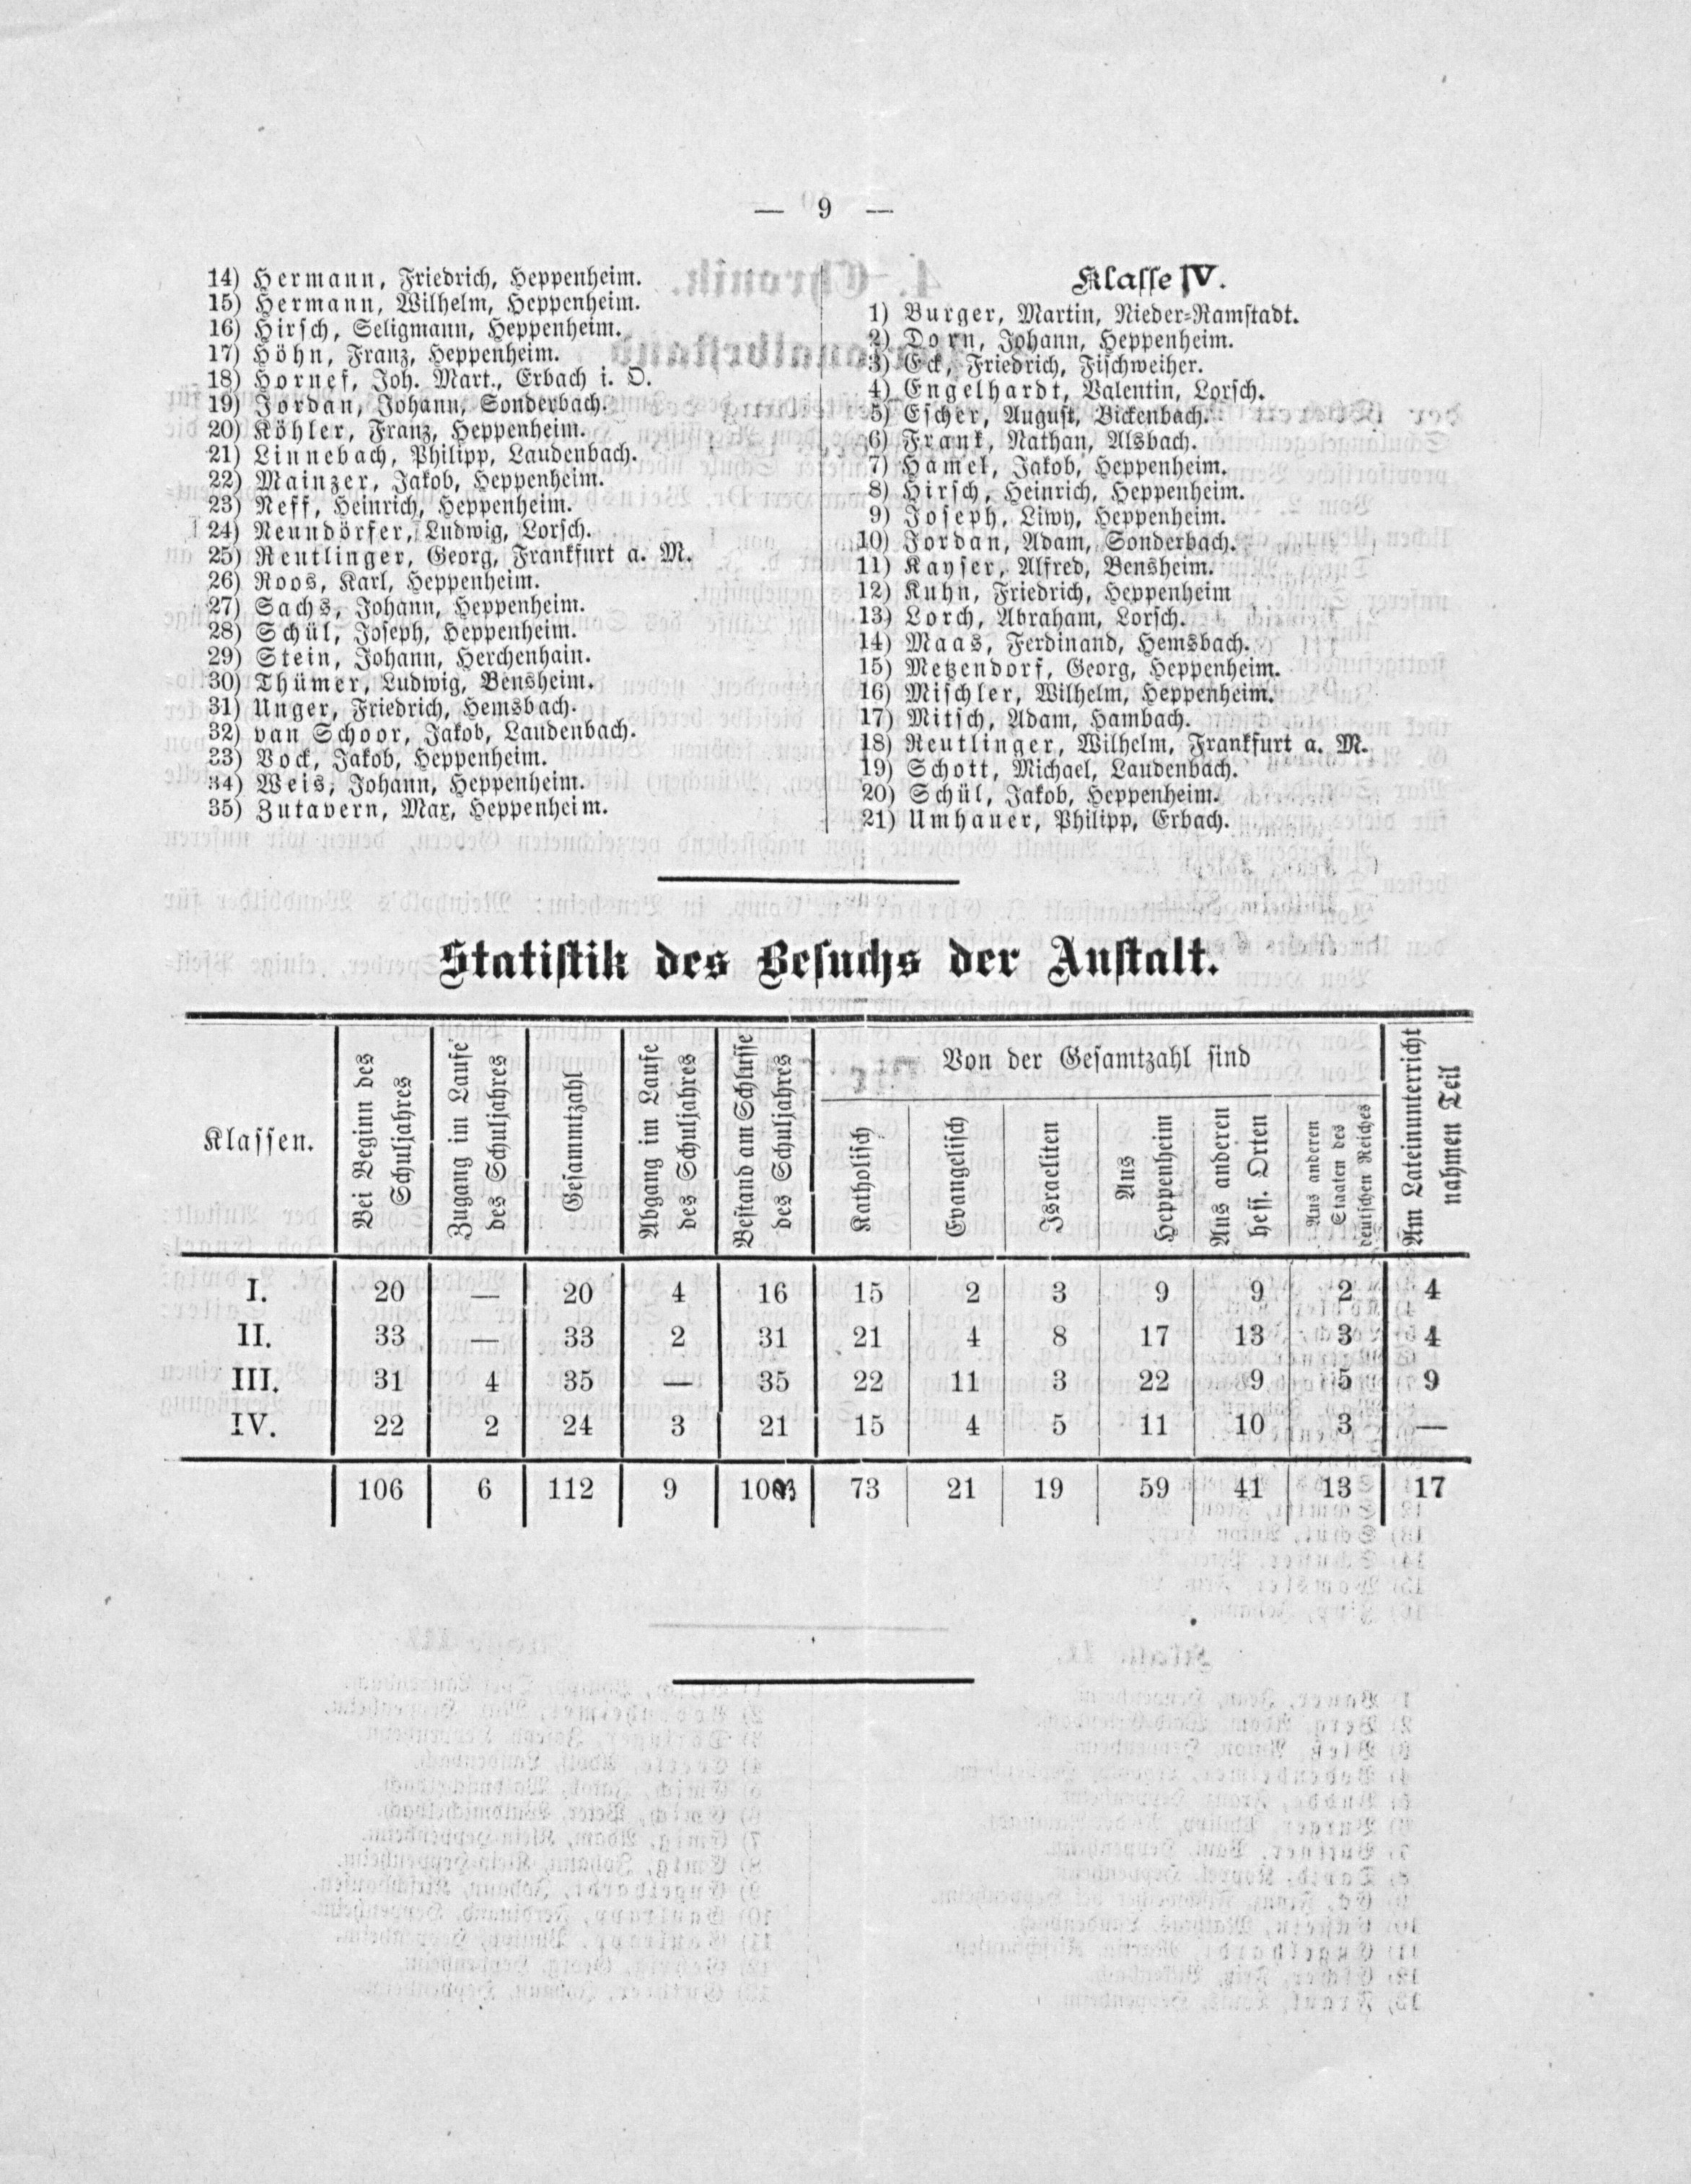 — 9 —
14) Hermann, Friedrich, Heppenheim.
15) Hermann, Wilhelm, Heppenheim.
16) Hirsch, Seligmann, Heppenheim.
17) Höhn, Franz, Heppenheim.
18) Hornef, Joh. Mart., Erbach i. O.
19) Jordan, Johann, Sonderbach.
20) Köhler, Franz, Heppenheim.
21) Linnebach, Philipp, Laudenbach.
22) Mainzer, Jakob, Heppenheim.
23) Neff, Heinrich, Heppenheim.
24) Neundörfer, Ludwig, Lorsch.
25) Reutlinger, Georg, Frankfurt a. M.
26) Roos, Karl, Heppenheim.
27) Sachs, Johann, Heppenheim.
28) Schül, Joseph, Heppenheim.
29) Stein, Johann, Herchenhain.
30) Thümer, Ludwig, Bensheim.
31) Unger, Friedrich, Hemsbach.
32) van Schoor, Jakob, Laudenbach.
33) Vock, Jakob, Heppenheim.
34) Weis, Johann, Heppenheim.
35) Zutavern, Max, Heppenheim.
Klasse IV.
1) Burger, Martin, Nieder-Ramstadt.
2) Dorn, Johann, Heppenheim.
3) Eck, Friedrich, Fischweiher.
4) Engelhardt, Valentin, Lorsch.
5) Escher, August, Bickenbach.
6) Frank, Nathan, Alsbach.
7) Hamel, Jakob, Heppenheim.
8) Hirsch, Heinrich, Heppenheim.
9) Joseph, Liwy, Heppenheim.
10) Jordan, Adam, Sonderbach.
11) Kayser, Alfred, Bensheim.
12) Kuhn, Friedrich, Heppenheim
13) Lorch, Abraham, Lorsch.
14) Maas, Ferdinand, Hemsbach.
15) Metzendorf, Georg, Heppenheim.
16) Mischler, Wilhelm, Heppenheim.
17) Mitsch, Adam, Hambach.
18) Reutlinger, Wilhelm, Frankfurt a. M.
19) Schott, Michael, Laudenbach.
20) Schül, Jakob, Heppenheim.
21) Umhauer, Philipp, Erbach.
Statistik des Besuchs der Anstalt.
Klassen.
Bei Beginn des
Schuljahres
Zugang im Laufe
des Schuljahres
Gesammtzahl
Abgang im Laufe
des Schuljahres
Bestand am Schlusse
des Schuljahres
Von der Gesamtzahl sind
Katholisch
Evangelisch
Israeliten
Aus
Heppenheim
Aus anderen
hess. Orten
Aus anderen
Staaten des
deutschen Reiches
Am Lateinunterricht
nahmen Teil
I. 20 — 20 4 16 15 2 3 9 9 2 4
II. 33 — 33 2 31 21 4 8 17 13 3 4
III. 31 4 35 — 35 22 11 3 22 9 5 9
IV. 22 2 24 3 21 15 4 5 11 10 3 —
106 6 112 9 103 73 21 19 59 41 13 17